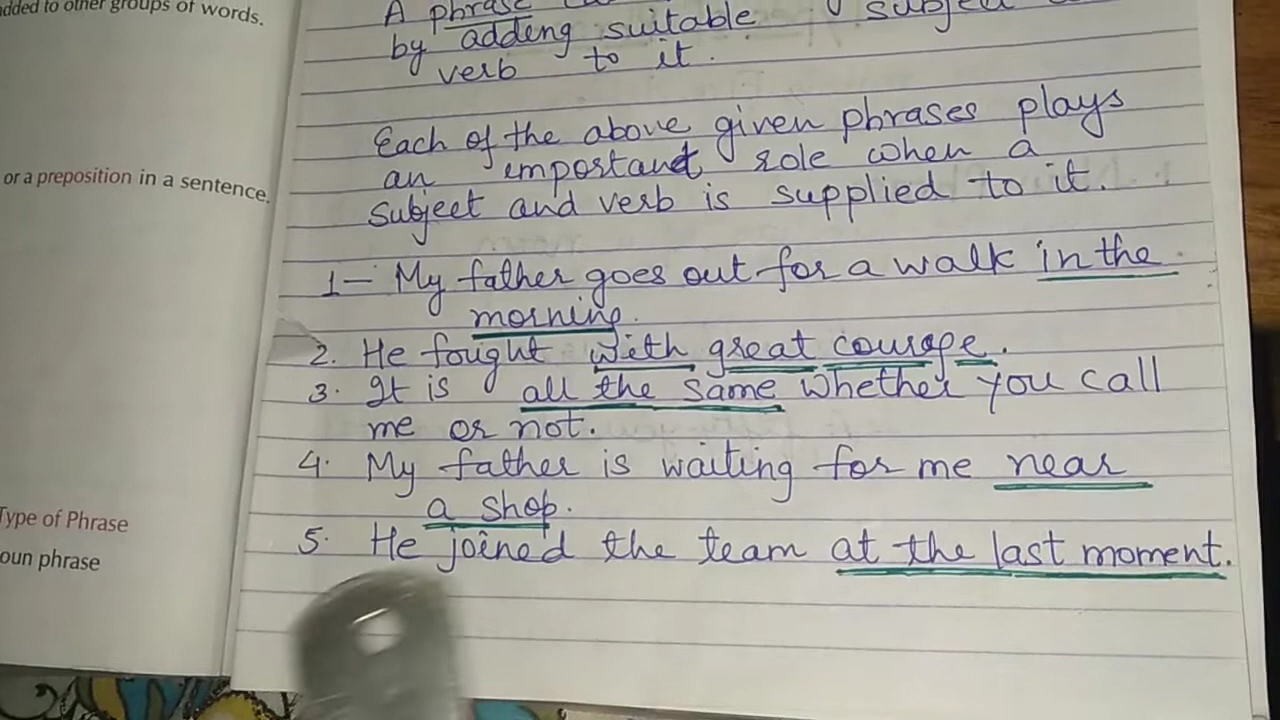 added to other groups of words.
or a preposition in a sentence.
Type of Phrase
oun phrase
A phrase
by addeng suitable subject
verb to it.
Each of the above given phrases plays
an emportant role when a
subject and verb is supplied to it.
1- My father goes out for a walk in the
morning.
2. He fought with great courage.
3. It is all the same whether you call
me or not.
4. My father is waiting for me near
a shop.
5. He joined the team at the last moment.